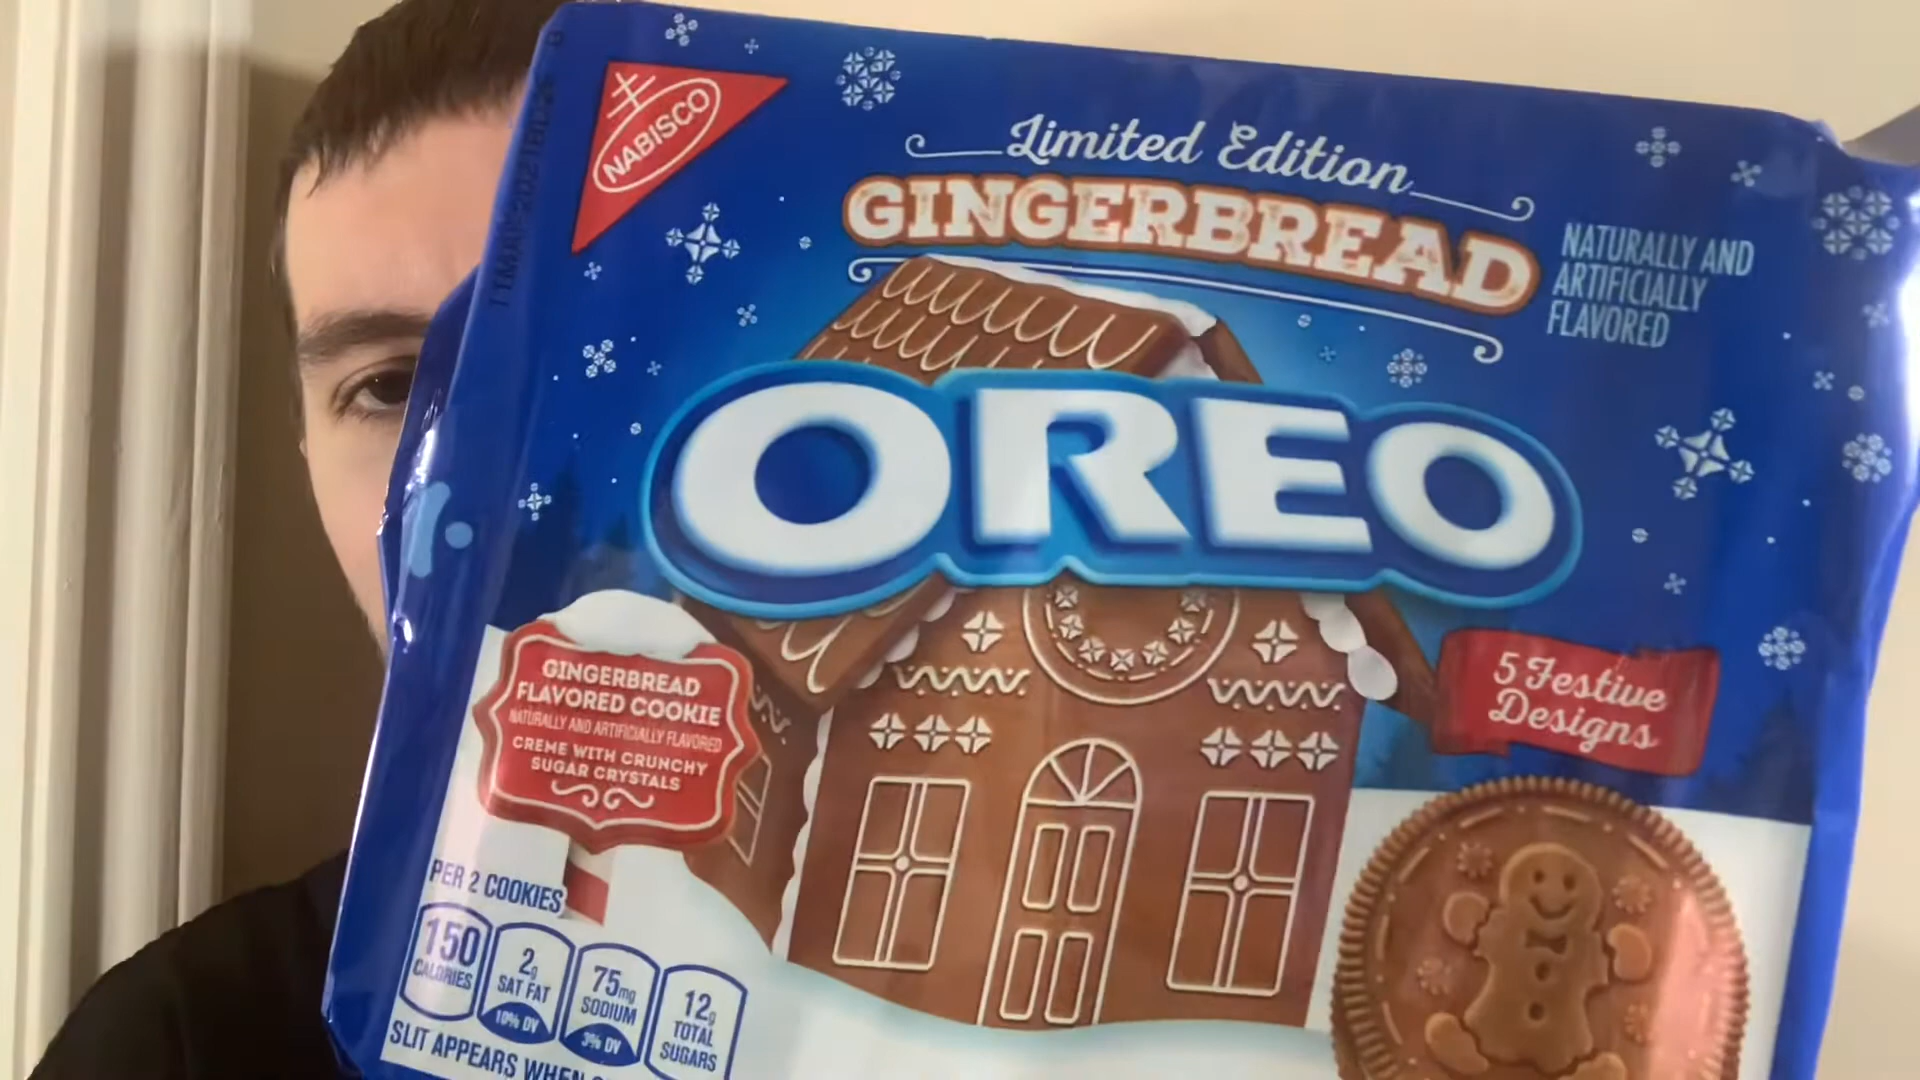 NABISCO
Limited Edition
GINGERBREAD
NATURALLY AND
ARTIFICIALLY
FLAVORED
OREO
5 Festive
Designs
GINGERBREAD
FLAVORED COOKIE
NATURALLY AND ARTIFICIALLY FLAVORED
CREME WITH CRUNCHY
SUGAR CRYSTALS
PER 2 COOKIES
150
CALORIES
2g
SAT FAT
10% DV
75mg
SODIUM
3% DV
12g
TOTAL
SUGARS
SLIT APPEARS WHEN